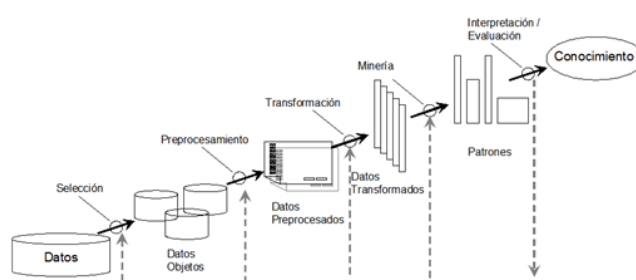 Interpretación /
Evaluación
Conocimiento
Minería
Transformación
Patrones
Preprocesamiento
Datos
Transformados
Datos
Preprocesados
Selección
Datos
Objetos
Datos